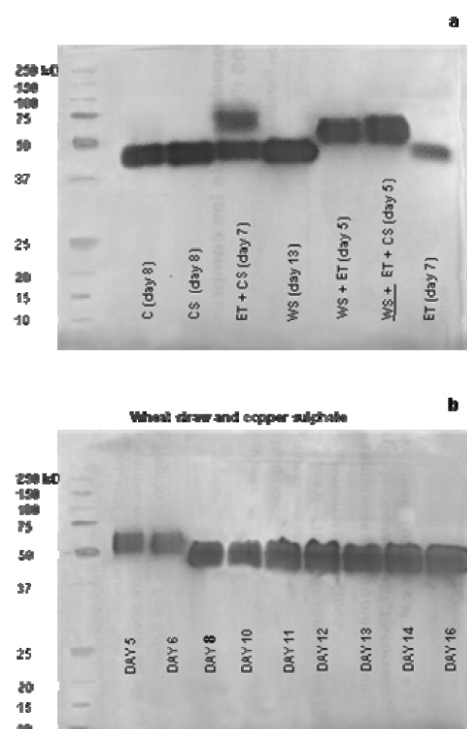 a
250 kD
150
100
75
50
37
25
20
15
10
C (day 8)
CS (day 8)
ET + CS (day 7)
WS (day 13)
WS + ET (day 5)
WS + ET + CS (day 5)
ET (day 7)
b
Wheat straw and copper sulphate
250 kD
150
100
75
50
37
25
20
15
10
DAY 5
DAY 6
DAY 8
DAY 10
DAY 11
DAY 12
DAY 13
DAY 14
DAY 16